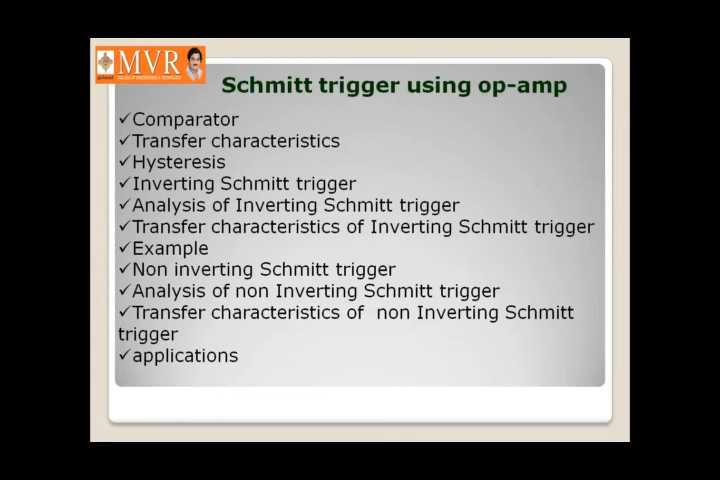 MVR
COLLEGE OF ENGINEERING & TECHNOLOGY
Schmitt trigger using op-amp
✓Comparator
✓Transfer characteristics
✓Hysteresis
✓Inverting Schmitt trigger
✓Analysis of Inverting Schmitt trigger
✓Transfer characteristics of Inverting Schmitt trigger
✓Example
✓Non inverting Schmitt trigger
✓Analysis of non Inverting Schmitt trigger
✓Transfer characteristics of  non Inverting Schmitt
trigger
✓applications